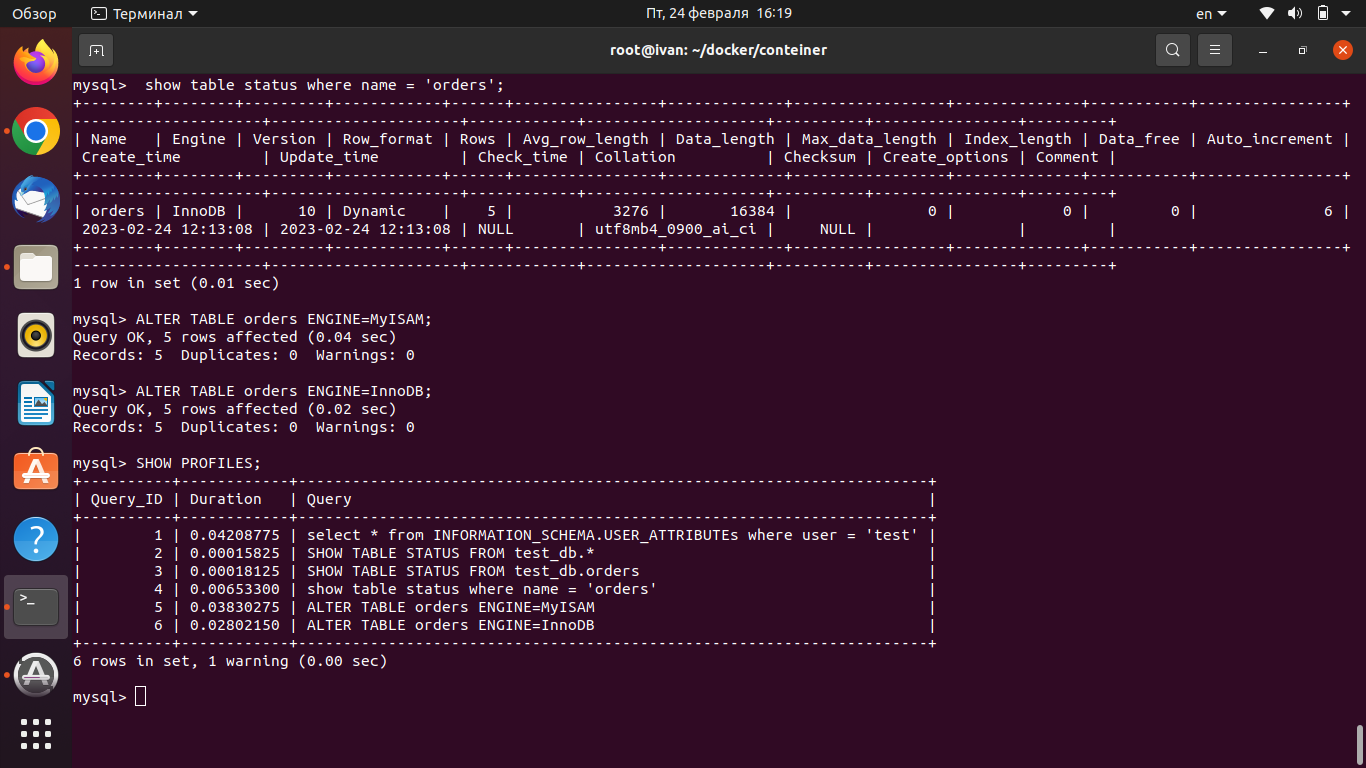 Обзор Терминал Пт, 24 февраля 16:19 en
root@ivan: ~/docker/conteiner
mysql>  show table status where name = 'orders';
+--------+--------+---------+------------+------+----------------+-------------+-----------------+--------------+-----------+----------------+
---------------------+---------------------+------------+--------------------+----------+----------------+---------+
| Name   | Engine | Version | Row_format | Rows | Avg_row_length | Data_length | Max_data_length | Index_length | Data_free | Auto_increment |
 Create_time         | Update_time         | Check_time | Collation          | Checksum | Create_options | Comment |
+--------+--------+---------+------------+------+----------------+-------------+-----------------+--------------+-----------+----------------+
---------------------+---------------------+------------+--------------------+----------+----------------+---------+
| orders | InnoDB |      10 | Dynamic    |    5 |           3276 |       16384 |               0 |            0 |         0 |              6 |
 2023-02-24 12:13:08 | 2023-02-24 12:13:08 | NULL       | utf8mb4_0900_ai_ci |     NULL |                |         |
+--------+--------+---------+------------+------+----------------+-------------+-----------------+--------------+-----------+----------------+
---------------------+---------------------+------------+--------------------+----------+----------------+---------+
1 row in set (0.01 sec)
mysql> ALTER TABLE orders ENGINE=MyISAM;
Query OK, 5 rows affected (0.04 sec)
Records: 5  Duplicates: 0  Warnings: 0
mysql> ALTER TABLE orders ENGINE=InnoDB;
Query OK, 5 rows affected (0.02 sec)
Records: 5  Duplicates: 0  Warnings: 0
mysql> SHOW PROFILES;
+----------+------------+----------------------------------------------------------------------+
| Query_ID | Duration   | Query                                                                |
+----------+------------+----------------------------------------------------------------------+
|        1 | 0.04208775 | select * from INFORMATION_SCHEMA.USER_ATTRIBUTEs where user = 'test' |
|        2 | 0.00015825 | SHOW TABLE STATUS FROM test_db.*                                     |
|        3 | 0.00018125 | SHOW TABLE STATUS FROM test_db.orders                                |
|        4 | 0.00653300 | show table status where name = 'orders'                              |
|        5 | 0.03830275 | ALTER TABLE orders ENGINE=MyISAM                                     |
|        6 | 0.02802150 | ALTER TABLE orders ENGINE=InnoDB                                     |
+----------+------------+----------------------------------------------------------------------+
6 rows in set, 1 warning (0.00 sec)
mysql>